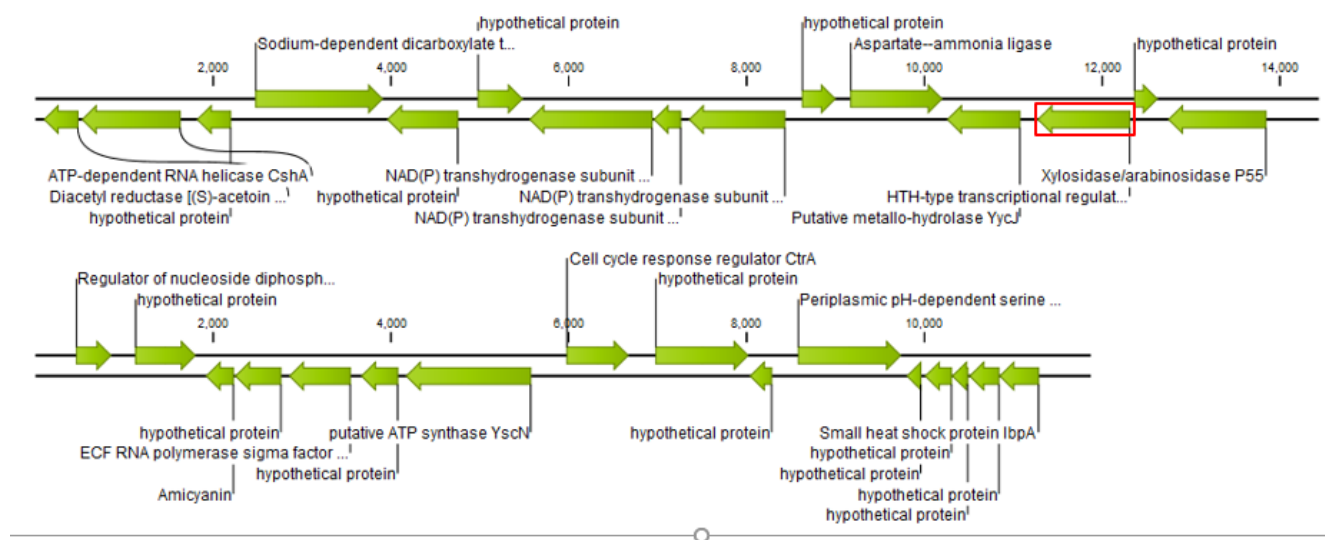 hypothetical protein
hypothetical protein
Sodium-dependent dicarboxylate t...
Aspartate--ammonia ligase
hypothetical protein
2,000
4,000
6,000
8,000
10,000
12,000
14,000
ATP-dependent RNA helicase CshA
NAD(P) transhydrogenase subunit ...
Xylosidase/arabinosidase P55
Diacetyl reductase [(S)-acetoin ...
hypothetical protein
NAD(P) transhydrogenase subunit ...
HTH-type transcriptional regulat...
hypothetical protein
NAD(P) transhydrogenase subunit ...
Putative metallo-hydrolase YycJ
Cell cycle response regulator CtrA
Regulator of nucleoside diphosph...
hypothetical protein
hypothetical protein
Periplasmic pH-dependent serine ...
2,000
4,000
6,000
8,000
10,000
hypothetical protein
putative ATP synthase YscN
hypothetical protein
Small heat shock protein IbpA
ECF RNA polymerase sigma factor ...
hypothetical protein
hypothetical protein
hypothetical protein
Amicyanin
hypothetical protein
hypothetical protein